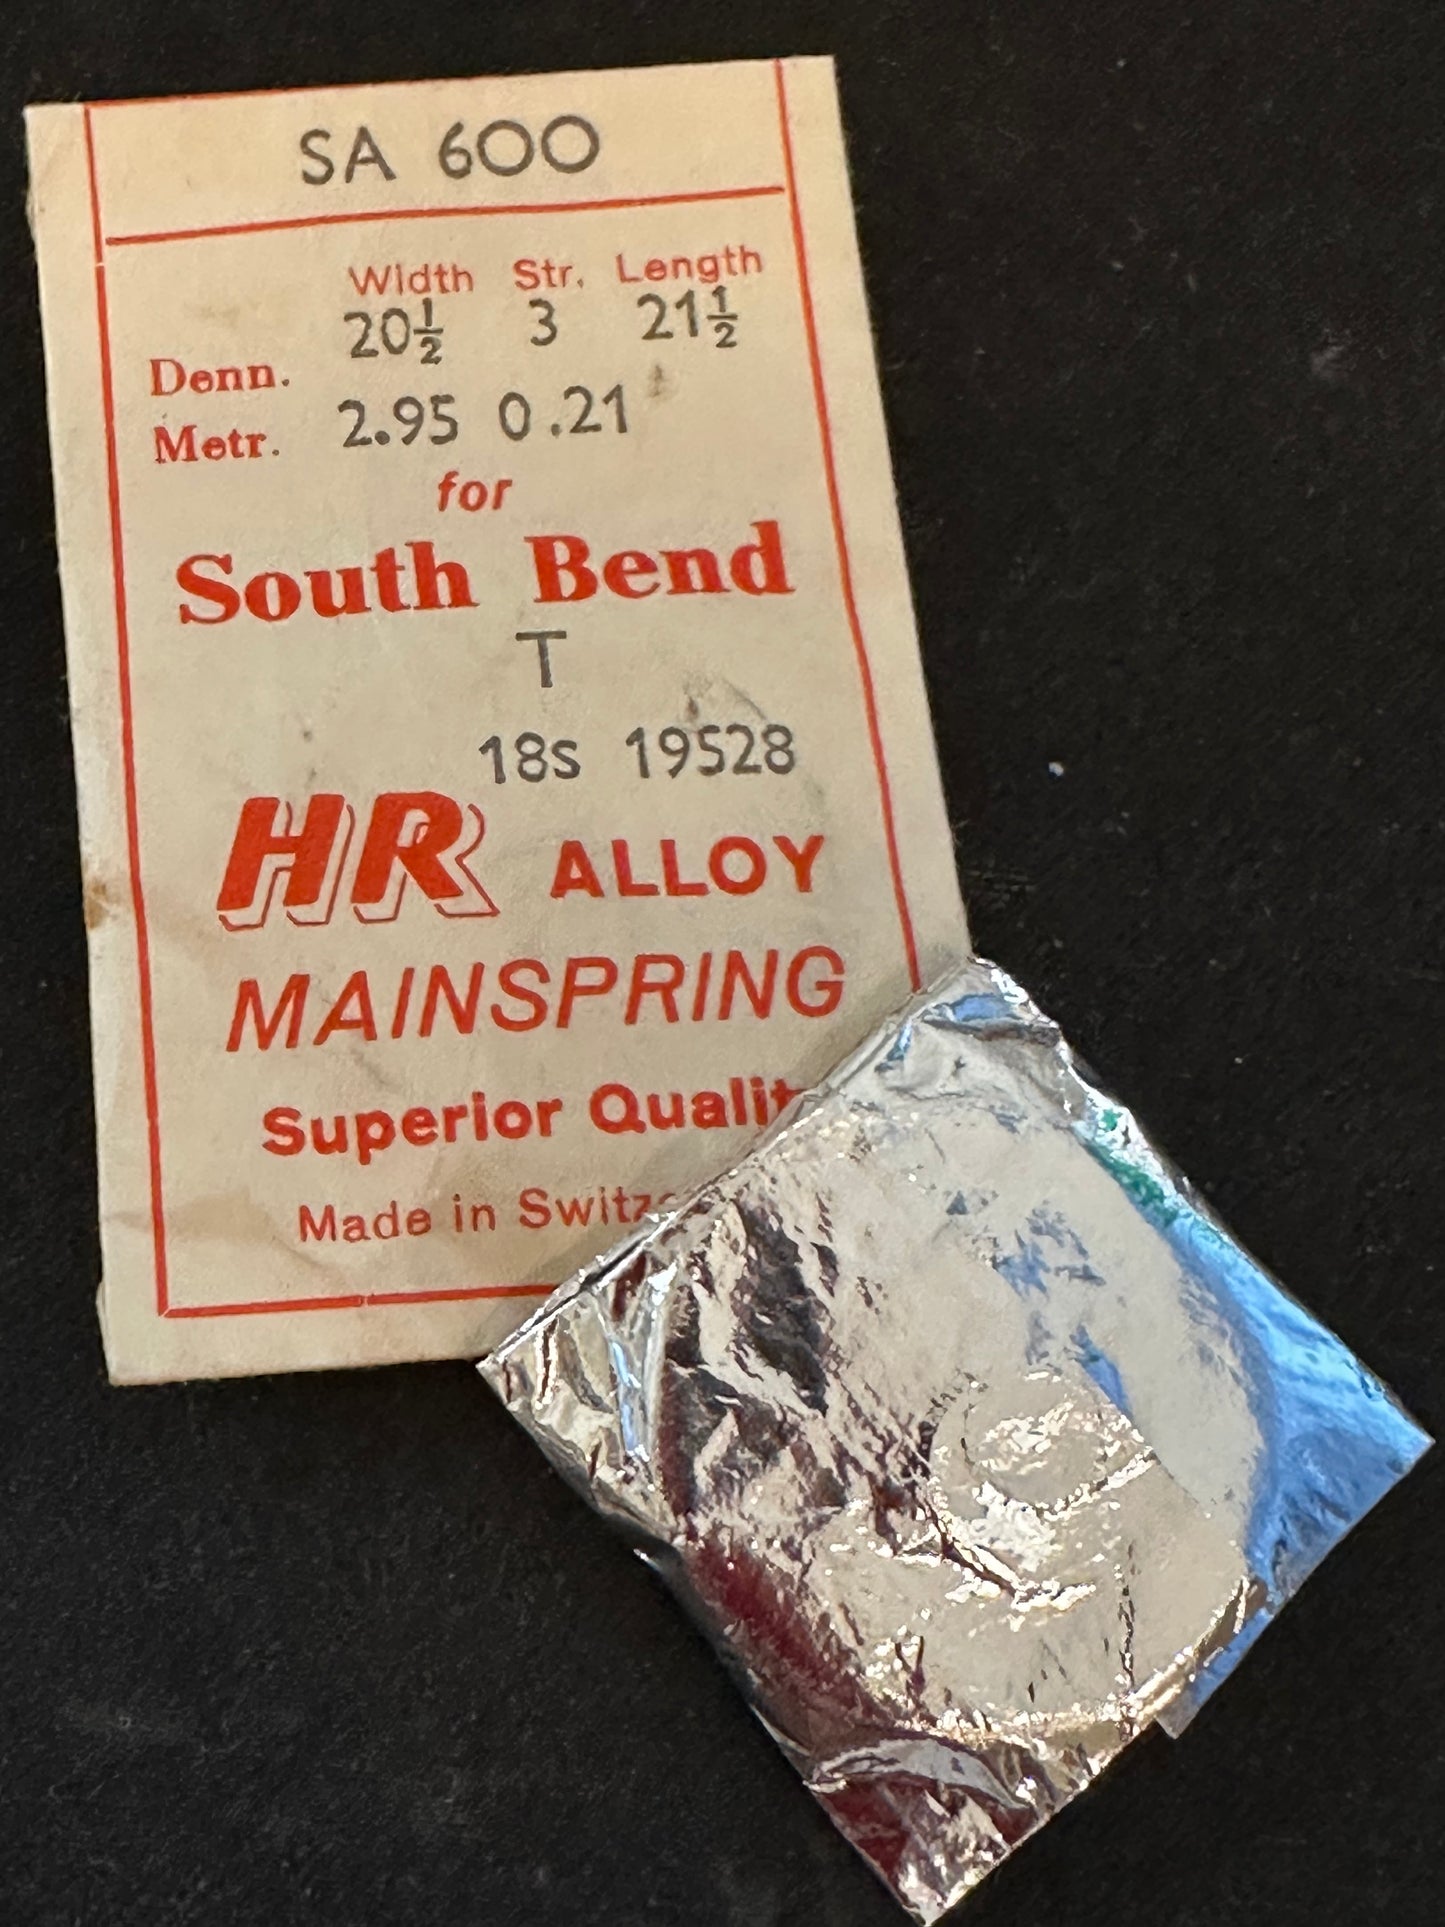 SA 600
Width Str. Length
Denn. 20½ 3 21½
Metr. 2.95 0.21
for
South Bend
T
18s 19528
HR ALLOY
MAINSPRING
Superior Qualit
Made in Switz